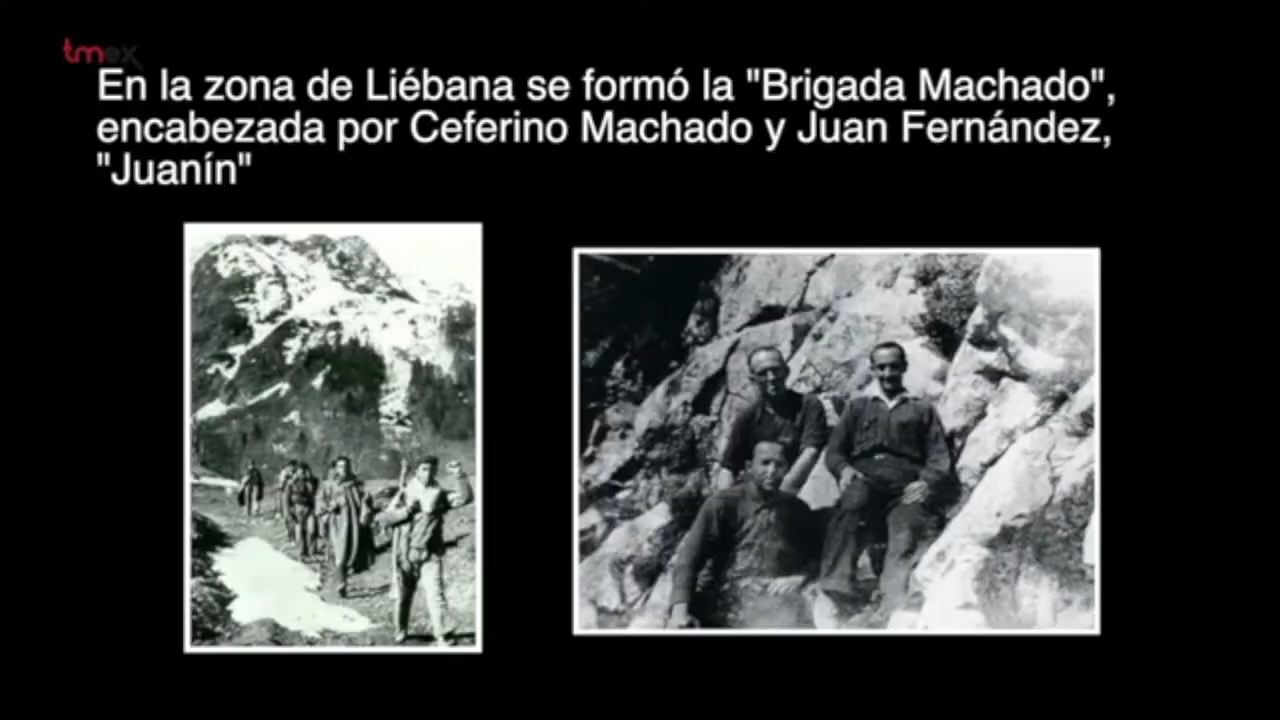 tmex
En la zona de Liébana se formó la "Brigada Machado",
encabezada por Ceferino Machado y Juan Fernández,
"Juanín"